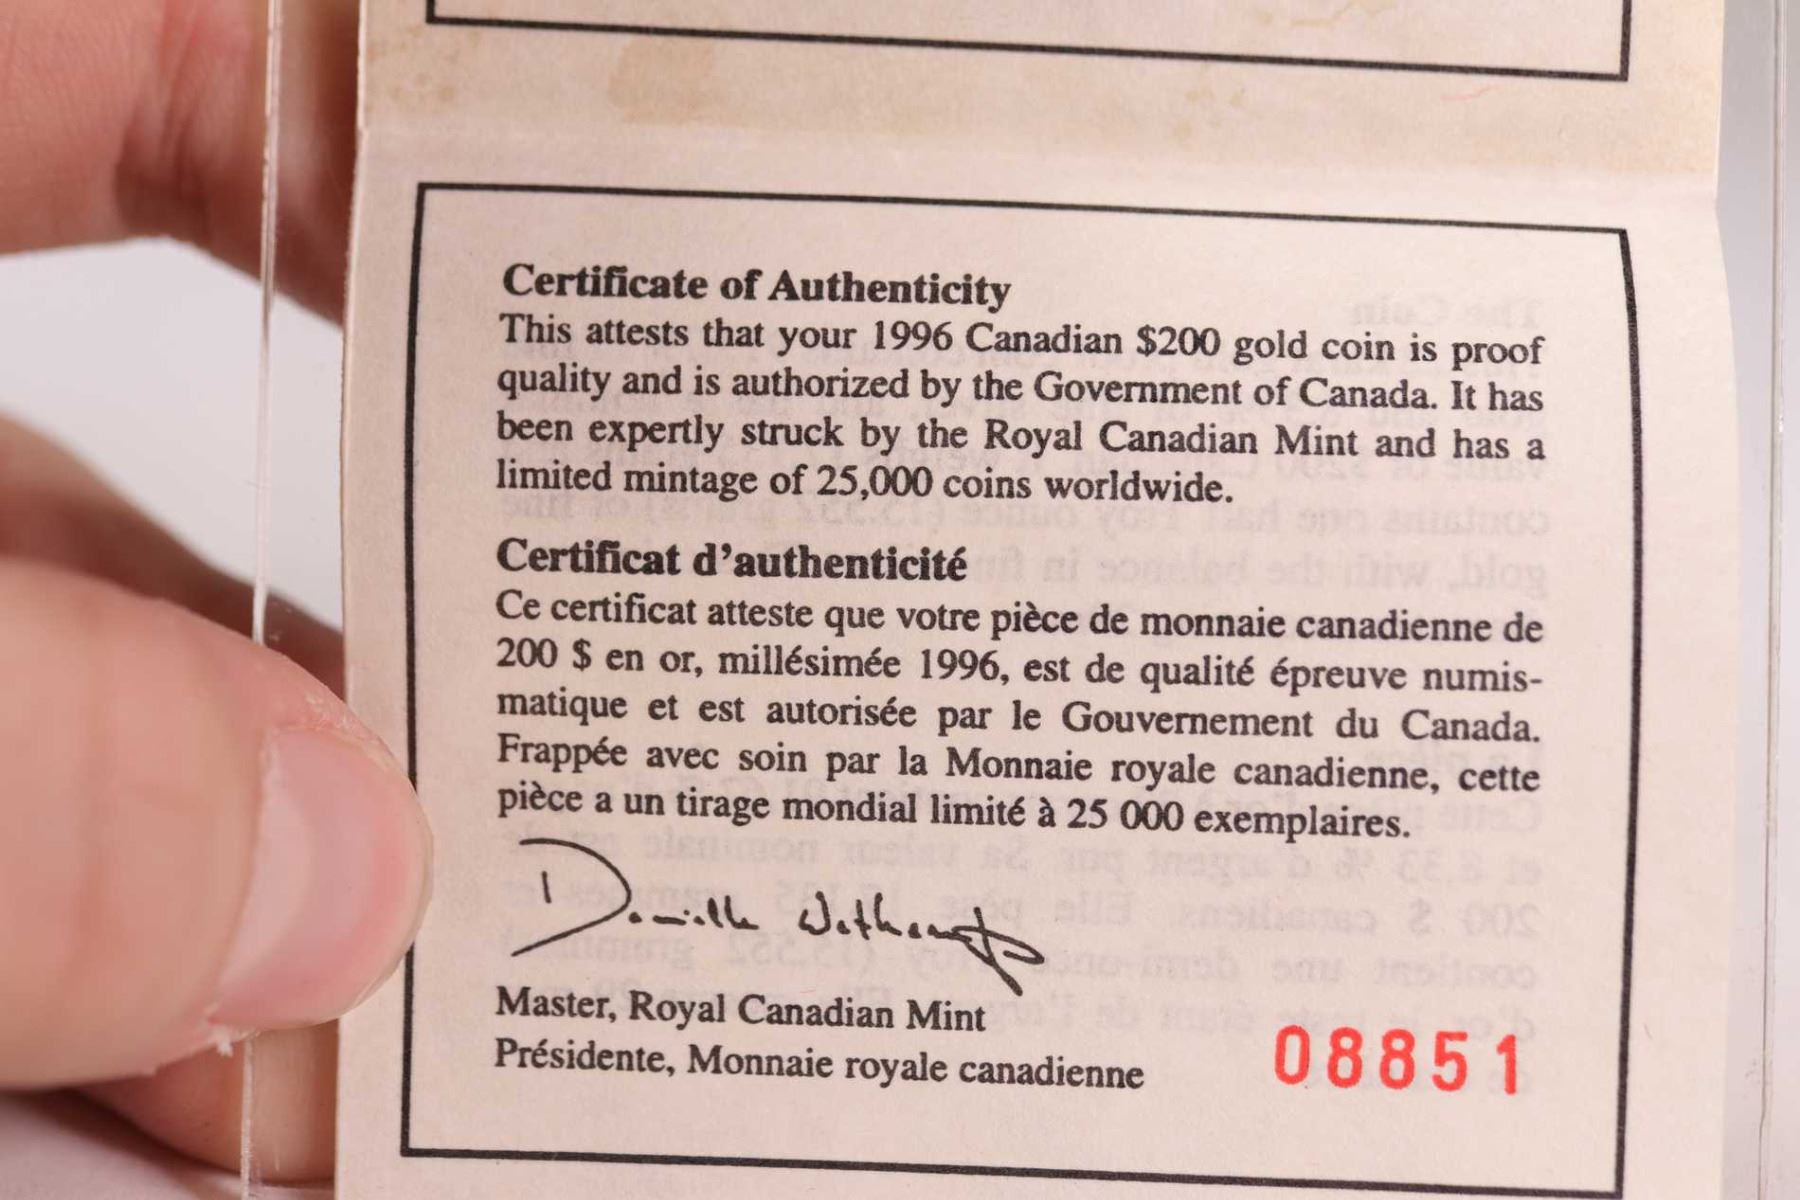 Certificate of Authenticity
This attests that your 1996 Canadian $200 gold coin is proof
quality and is authorized by the Government of Canada. It has
been expertly struck by the Royal Canadian Mint and has a
limited mintage of 25,000 coins worldwide.
Certificat d'authenticité
Ce certificat atteste que votre pièce de monnaie canadienne de
200 $ en or, millésimée 1996, est de qualité épreuve numis-
matique et est autorisée par le Gouvernement du Canada.
Frappée avec soin par la Monnaie royale canadienne, cette
pièce a un tirage mondial limité à 25 000 exemplaires.
Master, Royal Canadian Mint
Présidente, Monnaie royale canadienne
08851